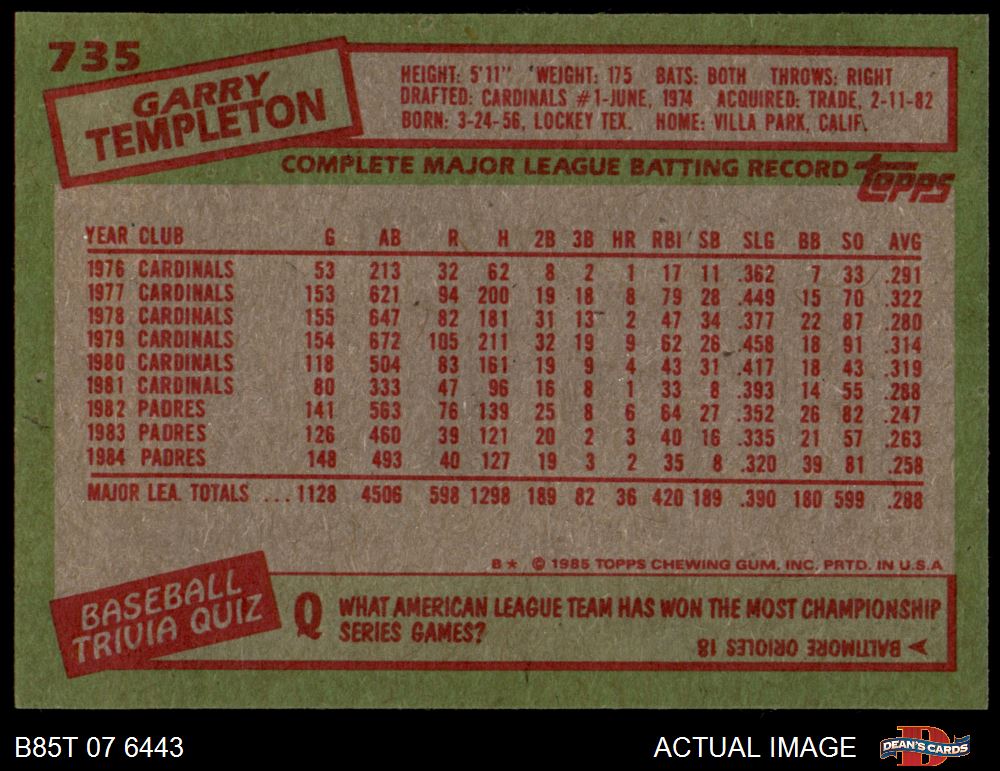 735
GARRY
TEMPLETON
HEIGHT: 5'11" WEIGHT: 175 BATS: BOTH THROWS: RIGHT
DRAFTED: CARDINALS #1-JUNE, 1974 ACQUIRED: TRADE, 2-11-82
BORN: 3-24-56, LOCKEY TEX. HOME: VILLA PARK, CALIF.
COMPLETE MAJOR LEAGUE BATTING RECORD
topps
YEAR CLUB G AB R H 2B 3B HR RBI SB SLG BB SO AVG
1976 CARDINALS 53 213 32 62 8 2 1 17 11 .362 7 33 .291
1977 CARDINALS 153 621 94 200 19 18 8 79 28 .449 15 70 .322
1978 CARDINALS 155 647 82 181 31 13 2 47 34 .377 22 87 .280
1979 CARDINALS 154 672 105 211 32 19 9 62 26 .458 18 91 .314
1980 CARDINALS 118 504 83 161 19 9 4 43 31 .417 18 43 .319
1981 CARDINALS 80 333 47 96 16 8 1 33 8 .393 14 55 .288
1982 PADRES 141 563 76 139 25 8 6 64 27 .352 26 82 .247
1983 PADRES 126 460 39 121 20 2 3 40 16 .335 21 57 .263
1984 PADRES 148 493 40 127 19 3 2 35 8 .320 39 81 .258
MAJOR LEA. TOTALS ... 1128 4506 598 1298 189 82 36 420 189 .390 180 599 .288
B* © 1985 TOPPS CHEWING GUM, INC. PRTD. IN U.S.A
BASEBALL
TRIVIA QUIZ
Q WHAT AMERICAN LEAGUE TEAM HAS WON THE MOST CHAMPIONSHIP
SERIES GAMES?
BALTIMORE ORIOLES 18
B85T 07 6443
ACTUAL IMAGE
D
DEAN'S CARDS